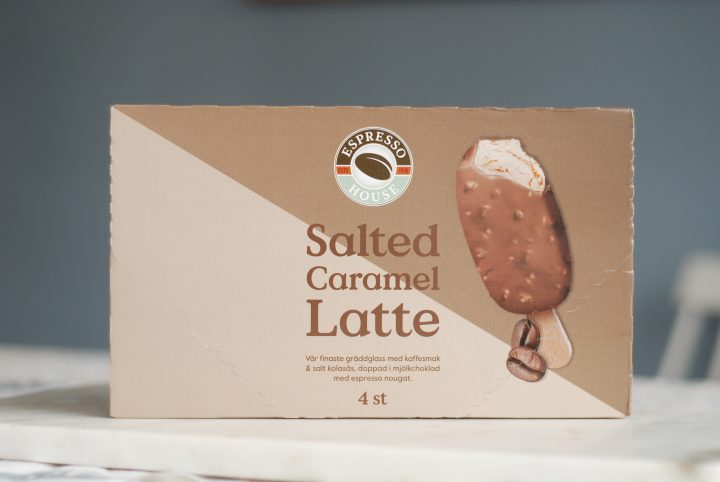 ESPRESSO
HOUSE
Salted
Caramel
Latte
Vår finaste gräddglass med kaffesmak
& salt kolasås, doppad i mjölkchoklad
med espresso nougat.
4 st